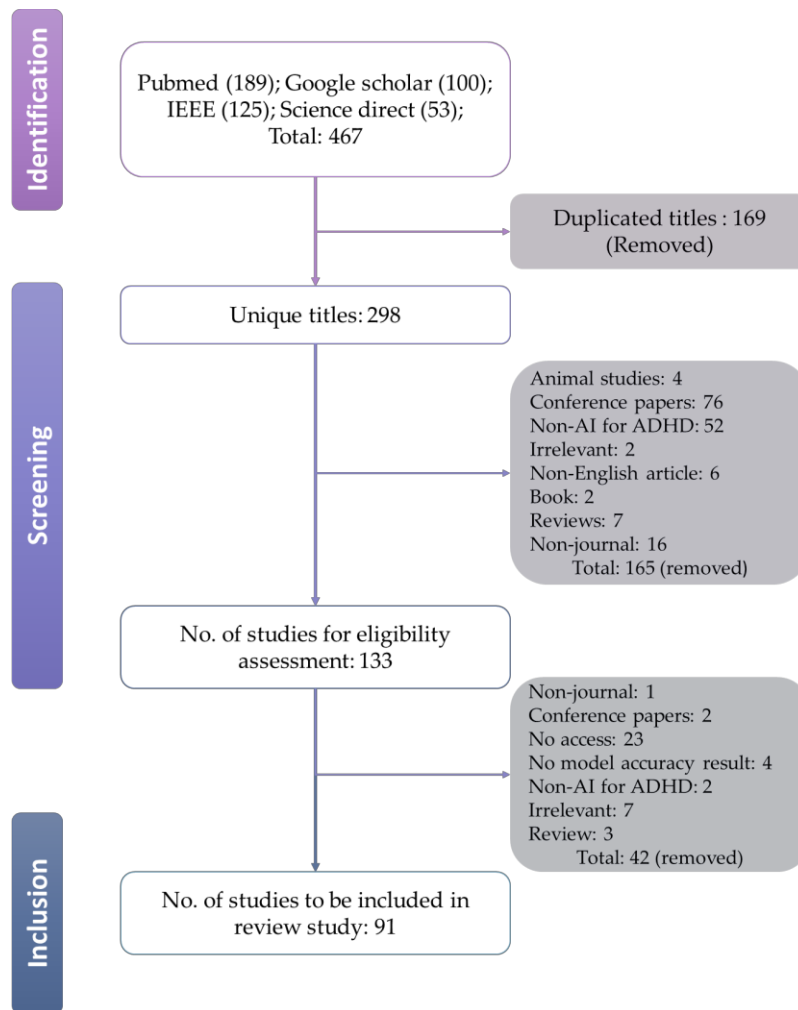 Identification
Pubmed (189); Google scholar (100);
IEEE (125); Science direct (53);
Total: 467
Duplicated titles : 169
(Removed)
Screening
Unique titles: 298
Animal studies: 4
Conference papers: 76
Non-AI for ADHD: 52
Irrelevant: 2
Non-English article: 6
Book: 2
Reviews: 7
Non-journal: 16
Total: 165 (removed)
No. of studies for eligibility
assessment: 133
Non-journal: 1
Conference papers: 2
No access: 23
No model accuracy result: 4
Non-AI for ADHD: 2
Irrelevant: 7
Review: 3
Total: 42 (removed)
Inclusion
No. of studies to be included in
review study: 91